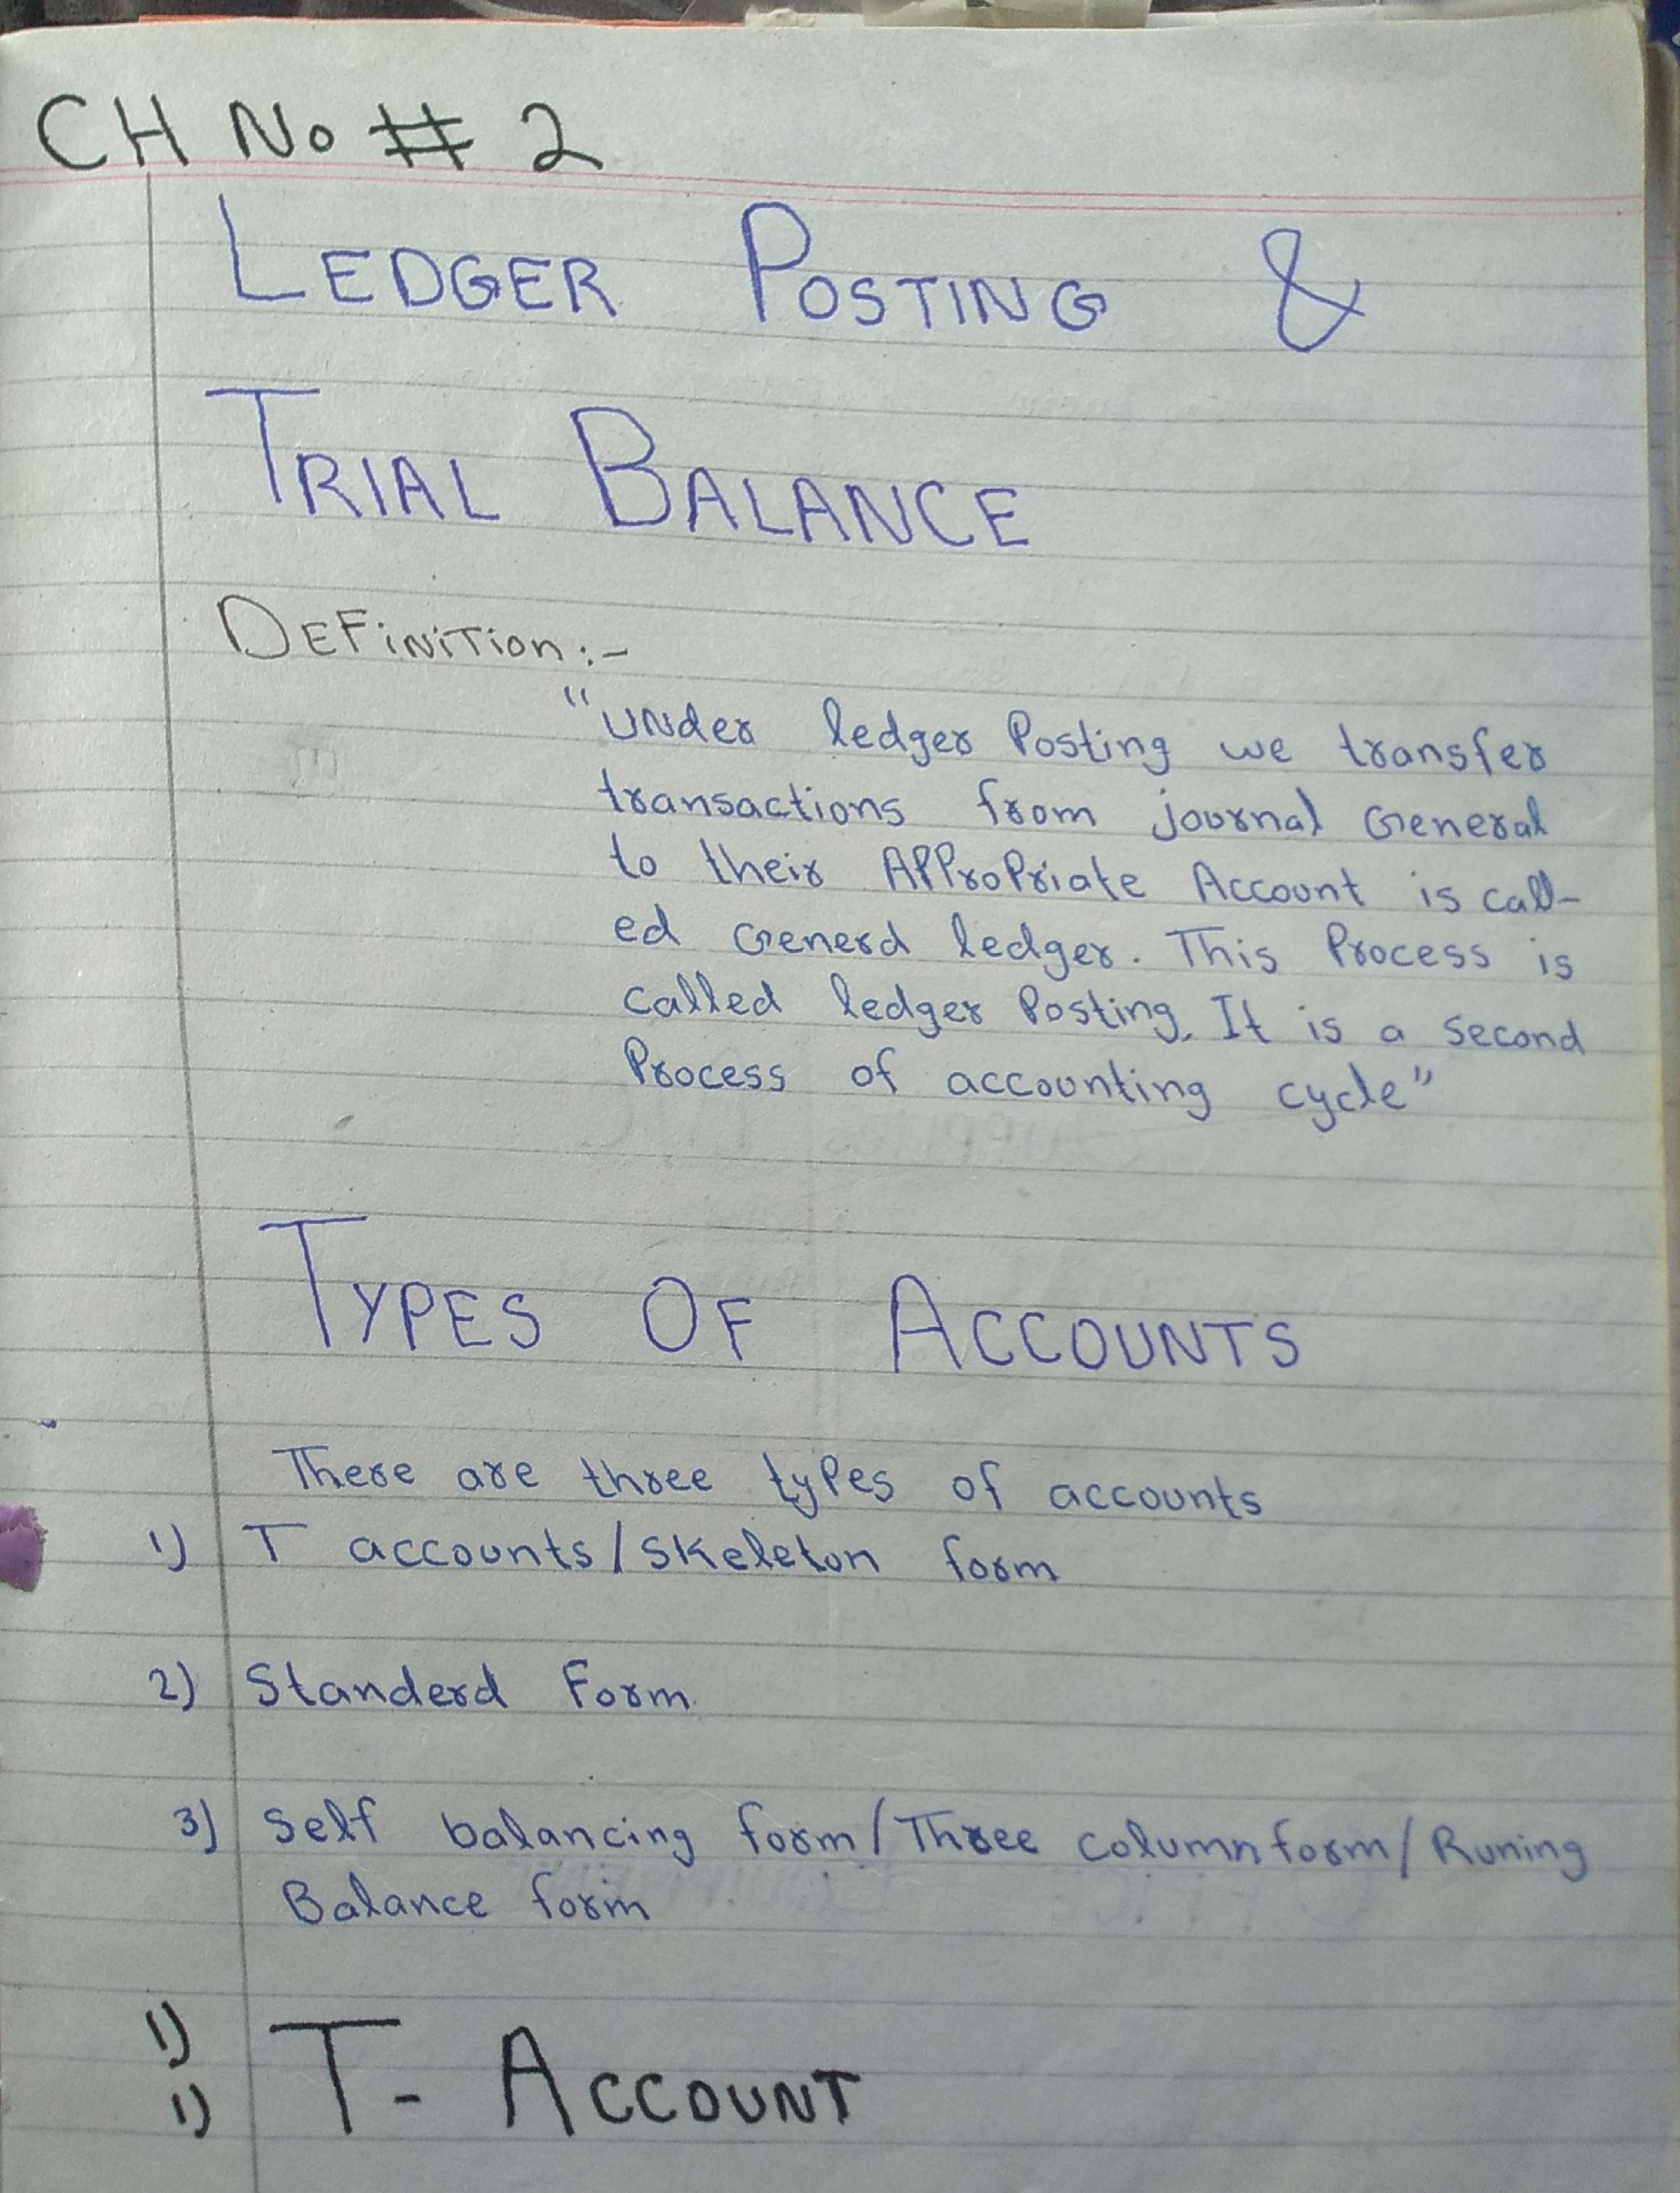 CH No # 2
LEDGER POSTING &
TRIAL BALANCE
DEFiNiTion :-
"UNder ledger Posting we transfer
transactions from journal General
to their APProPriate Account is call-
ed Generd ledger. This Process is
called ledger Posting. It is a second
Process of accounting cycle"
TYPES OF ACCOUNTS
There are three tyPes of accounts
1) T accounts/Skeleton form
2) Standerd Form.
3) Self balancing form/Three column form/Runing
Balance form
1)
1) T- ACCOUNT